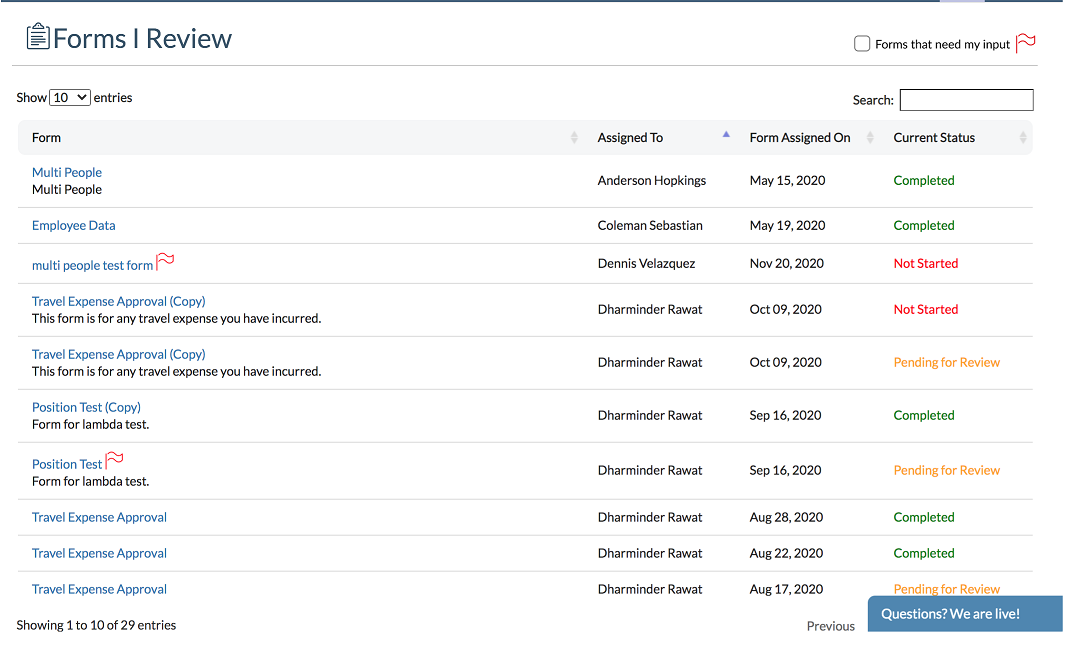 Forms I Review
Forms that need my input
Show 10 entries
Search:
Form Assigned To Form Assigned On Current Status
Multi People
Multi People
Anderson Hopkings May 15, 2020 Completed
Employee Data Coleman Sebastian May 19, 2020 Completed
multi people test form Dennis Velazquez Nov 20, 2020 Not Started
Travel Expense Approval (Copy)
This form is for any travel expense you have incurred.
Dharminder Rawat Oct 09, 2020 Not Started
Travel Expense Approval (Copy)
This form is for any travel expense you have incurred.
Dharminder Rawat Oct 09, 2020 Pending for Review
Position Test (Copy)
Form for lambda test.
Dharminder Rawat Sep 16, 2020 Completed
Position Test
Form for lambda test.
Dharminder Rawat Sep 16, 2020 Pending for Review
Travel Expense Approval Dharminder Rawat Aug 28, 2020 Completed
Travel Expense Approval Dharminder Rawat Aug 22, 2020 Completed
Travel Expense Approval Dharminder Rawat Aug 17, 2020 Pending for Review
Questions? We are live!
Showing 1 to 10 of 29 entries Previous